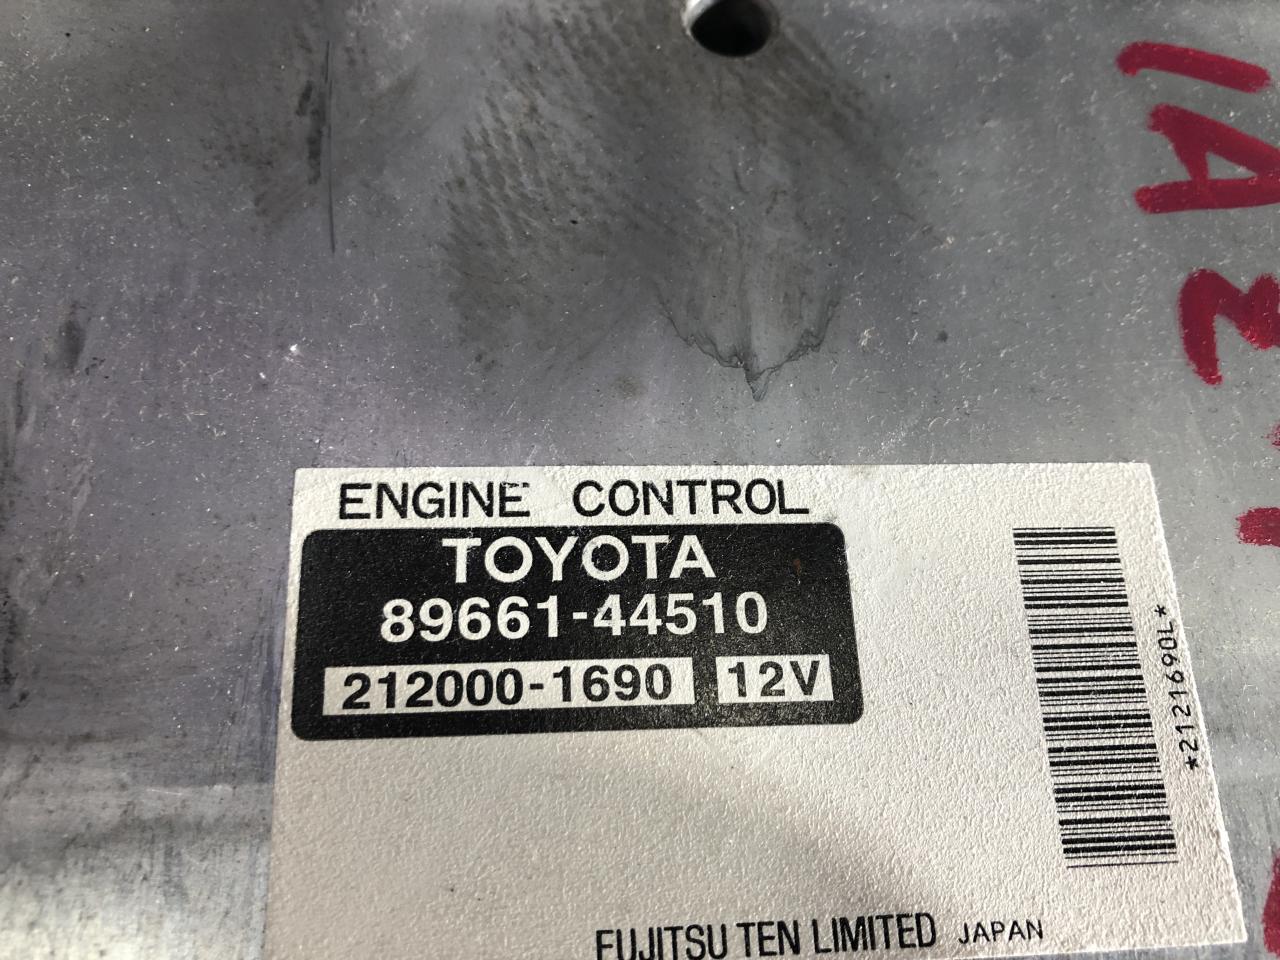 ENGINE CONTROL
TOYOTA
89661-44510
212000-1690 12V
*2121690L*
FUJITSU TEN LIMITED JAPAN